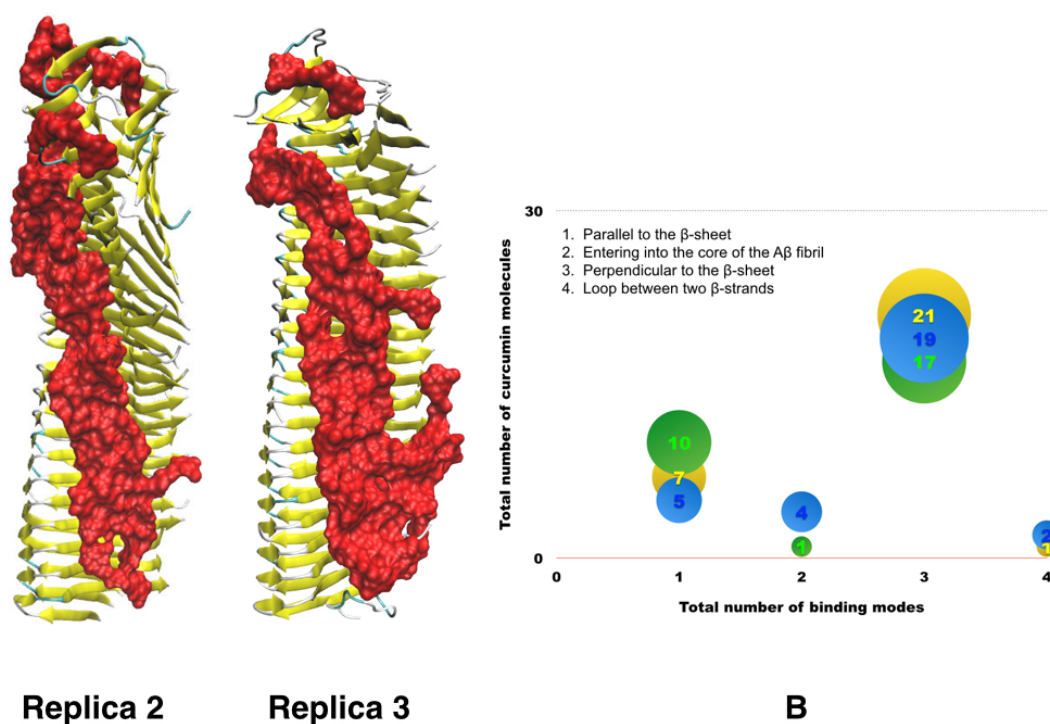 30
1. Parallel to the β-sheet
2. Entering into the core of the Aβ fibril
3. Perpendicular to the β-sheet
4. Loop between two β-strands
Total number of curcumin molecules
21
19
17
10
7
5
4
1
2
1
0
0 1 2 3 4
Total number of binding modes
Replica 2 Replica 3 B